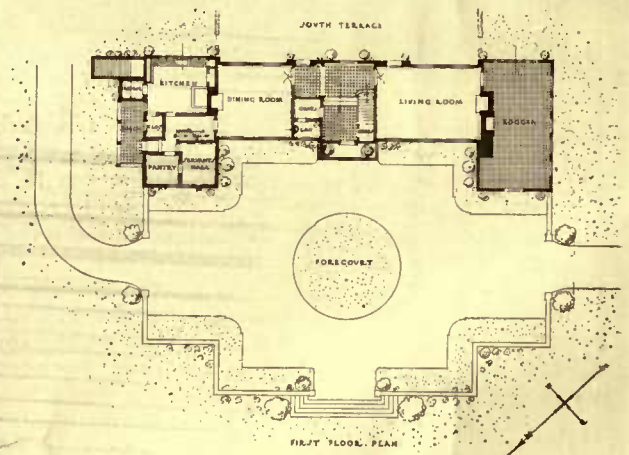 SOUTH TERRACE
KITCHEN
DINING ROOM
LIVING ROOM
LOGGIA
PANTRY
SERVANTS
HALL
FORECOURT
FIRST FLOOR PLAN